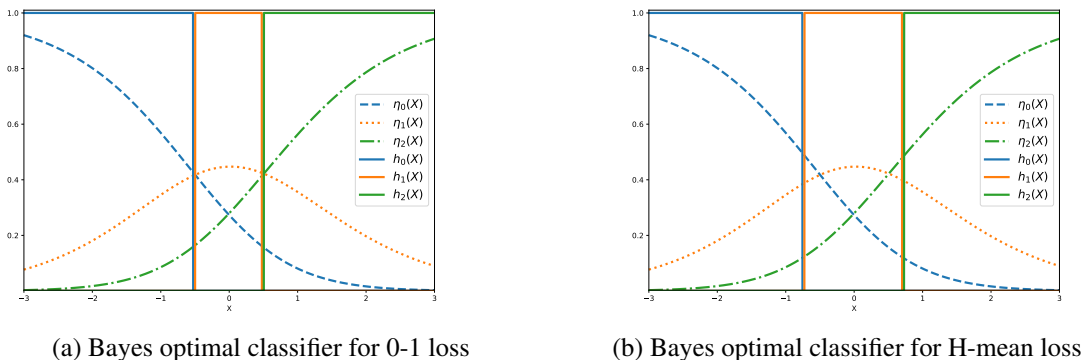 1.0
0.8
0.6
0.4
0.2
−3 −2 −1 0 1 2 3
X
η₀(X)
η₁(X)
η₂(X)
h₀(X)
h₁(X)
h₂(X)
(a) Bayes optimal classifier for 0-1 loss
1.0
0.8
0.6
0.4
0.2
−3 −2 −1 0 1 2 3
X
η₀(X)
η₁(X)
η₂(X)
h₀(X)
h₁(X)
h₂(X)
(b) Bayes optimal classifier for H-mean loss